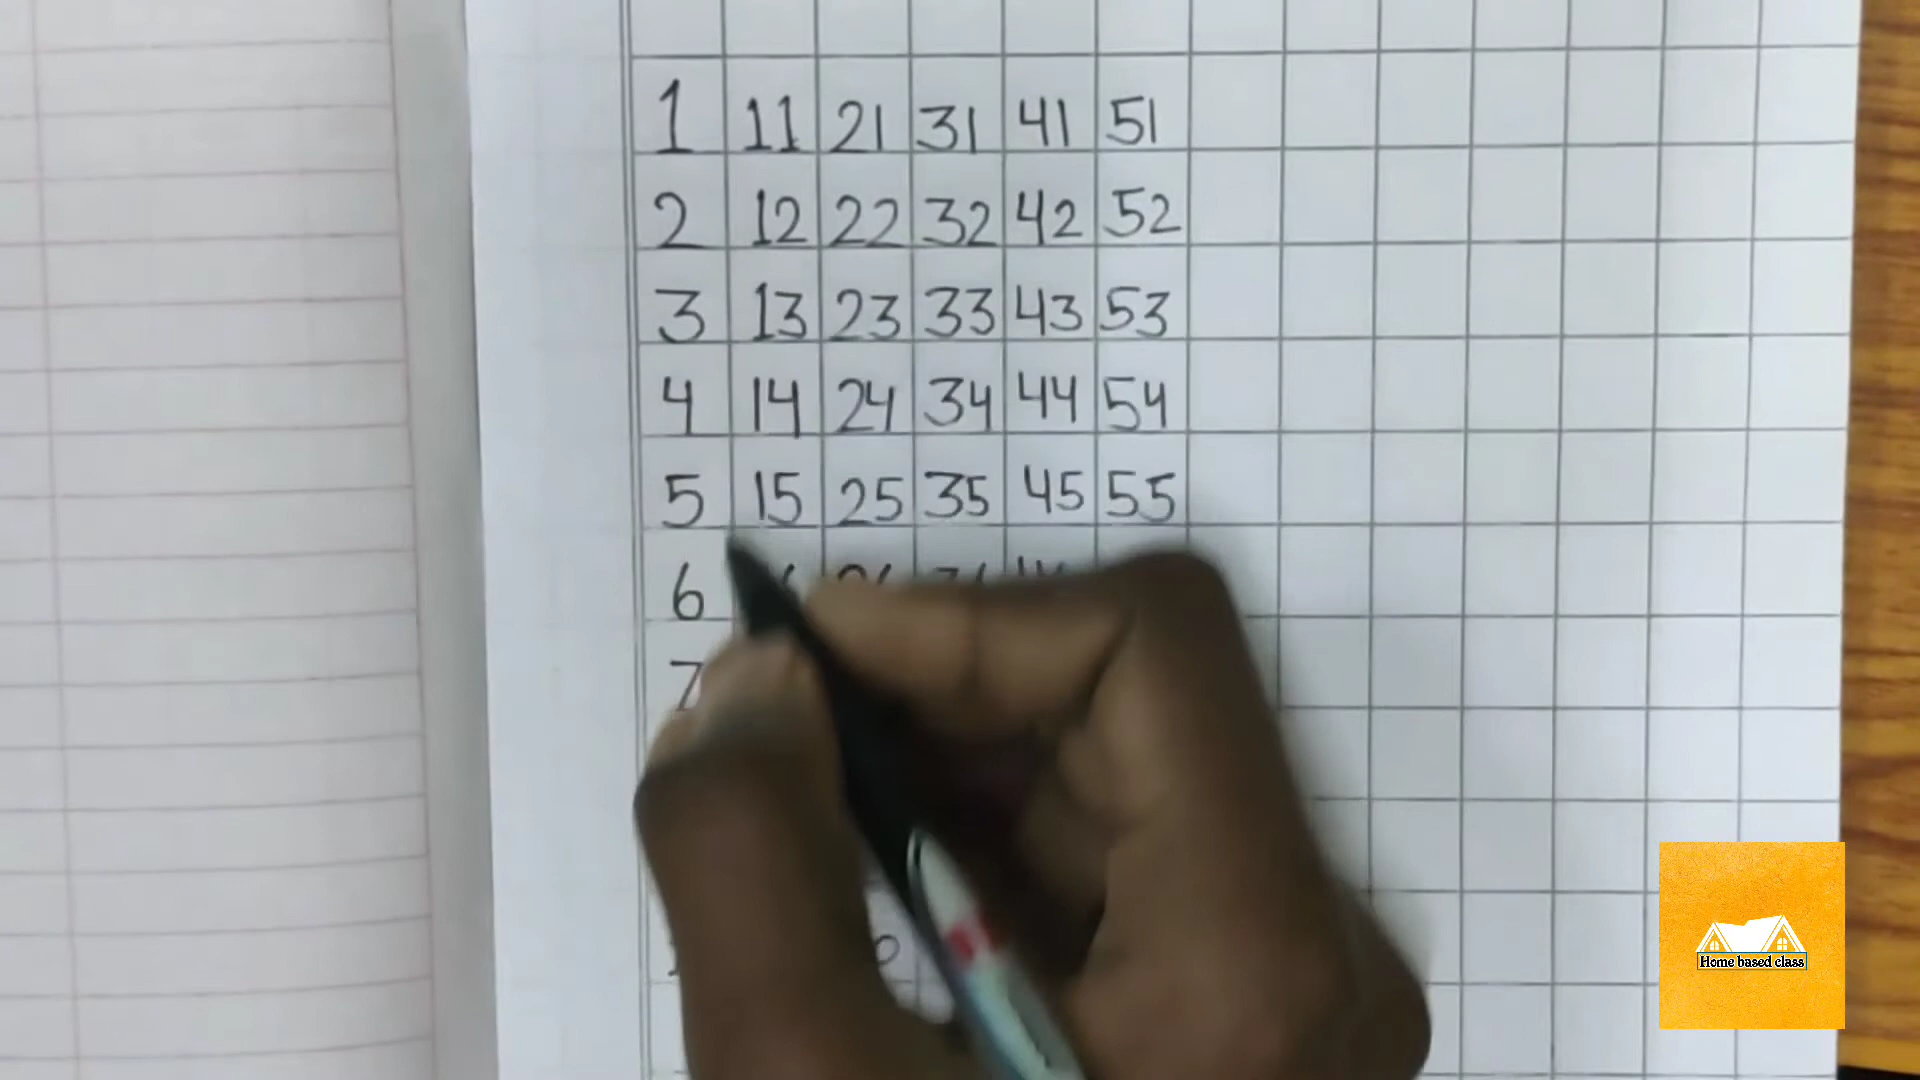 1 11 21 31 41 51
2 12 22 32 42 52
3 13 23 33 43 53
4 14 24 34 44 54
5 15 25 35 45 55
6
7
Home based class